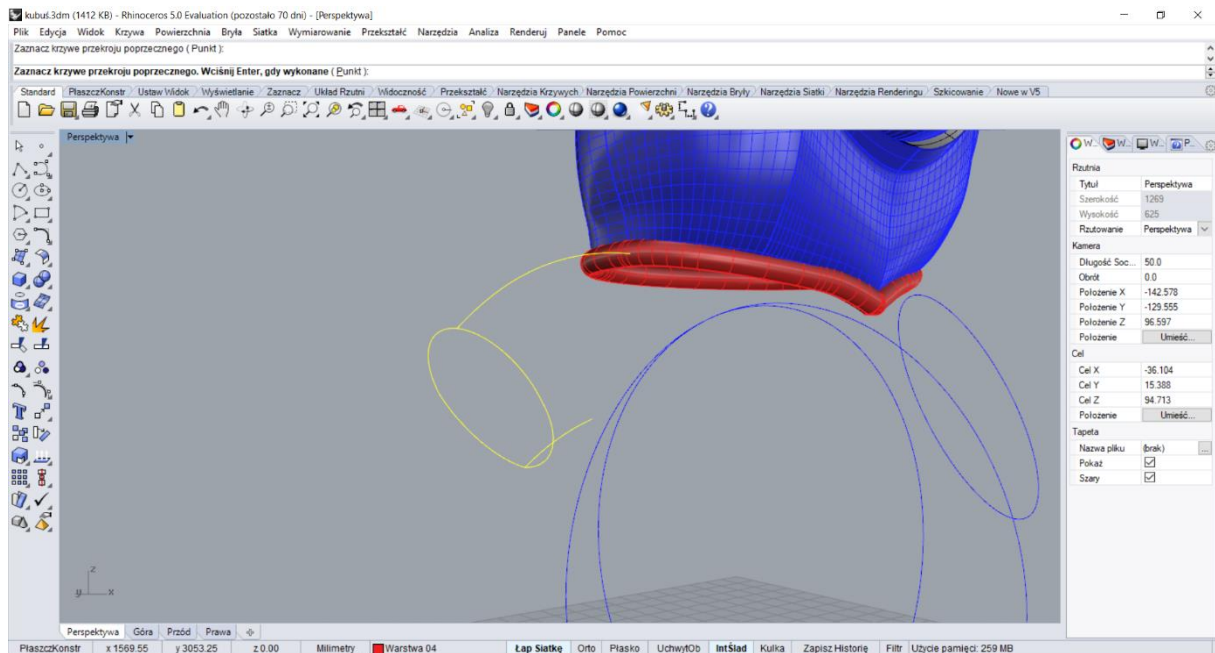 kubuś.3dm (1412 KB) - Rhinoceros 5.0 Evaluation (pozostało 70 dni) - [Perspektywa]
Plik Edycja Widok Krzywa Powierzchnia Bryła Siatka Wymiarowanie Przekształć Narzędzia Analiza Renderuj Panele Pomoc
Zaznacz krzywe przekroju poprzecznego ( Punkt ):
Zaznacz krzywe przekroju poprzecznego. Wciśnij Enter, gdy wykonane ( Punkt ):
Standard PłaszczKonstr Ustaw Widok Wyświetlanie Zaznacz Układ Rzutni Widoczność Przekształć Narzędzia Krzywych Narzędzia Powierzchni Narzędzia Bryły Narzędzia Siatki Narzędzia Renderingu Szkicowanie Nowe w V5
Perspektywa
W... W... W... P...
Rzutnia
Tytuł Perspektywa
Szerokość 1269
Wysokość 625
Rzutowanie Perspektywa
Kamera
Długość Soc... 50.0
Obrót 0.0
Położenie X -142.578
Położenie Y -129.555
Położenie Z 96.597
Położenie Umieść...
Cel
Cel X -36.104
Cel Y 15.388
Cel Z 94.713
Położenie Umieść...
Tapeta
Nazwa pliku (brak) ...
Pokaż
Szary
z
y x
Perspektywa Góra Przód Prawa
PłaszczKonstr x 1569.55 y 3053.25 z 0.00 Milimetry Warstwa 04 Łap Siatkę Orto Płasko UchwytOb IntŚlad Kulka Zapisz Historię Filtr Użycie pamięci: 259 MB